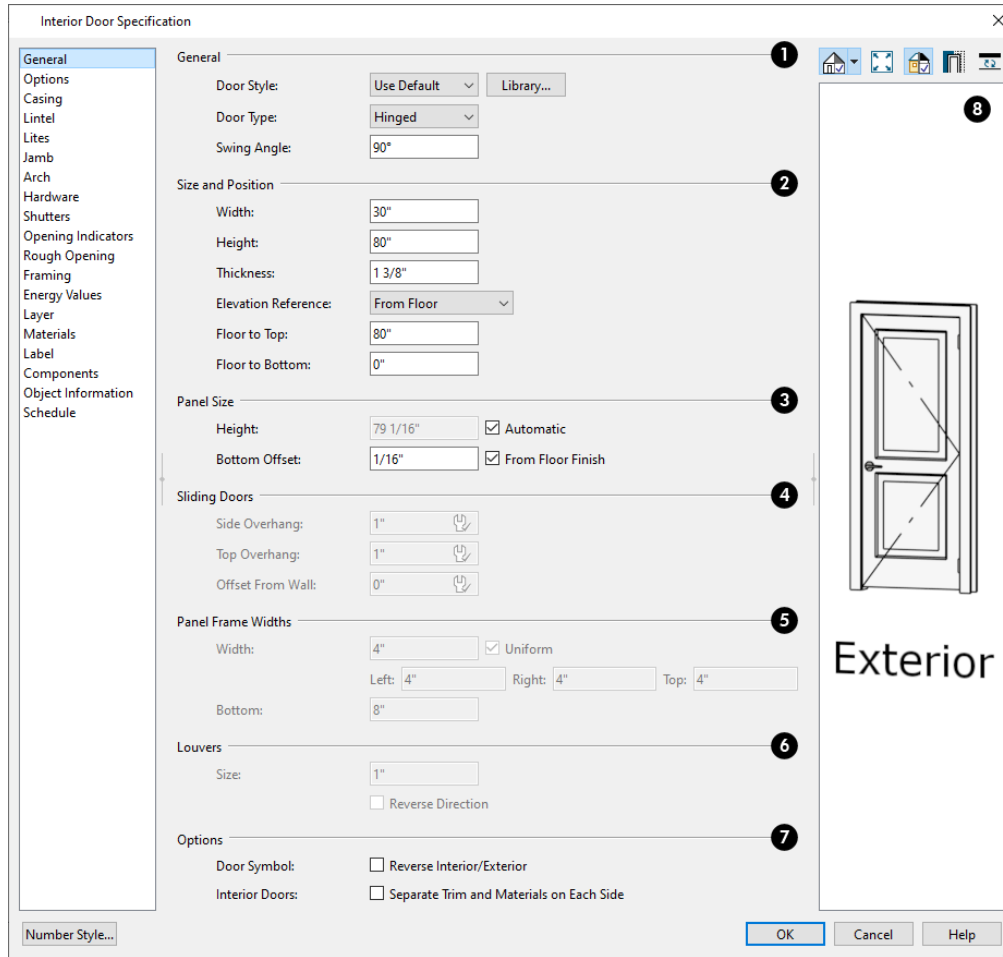 Interior Door Specification
General
Options
Casing
Lintel
Lites
Jamb
Arch
Hardware
Shutters
Opening Indicators
Rough Opening
Framing
Energy Values
Layer
Materials
Label
Components
Object Information
Schedule
General 1
Door Style: Use Default Library...
Door Type: Hinged
Swing Angle: 90°
Size and Position 2
Width: 30"
Height: 80"
Thickness: 1 3/8"
Elevation Reference: From Floor
Floor to Top: 80"
Floor to Bottom: 0"
Panel Size 3
Height: 79 1/16" Automatic
Bottom Offset: 1/16" From Floor Finish
Sliding Doors 4
Side Overhang: 1"
Top Overhang: 1"
Offset From Wall: 0"
Panel Frame Widths 5
Width: 4" Uniform
Left: 4" Right: 4" Top: 4"
Bottom: 8"
Louvers 6
Size: 1"
Reverse Direction
Options 7
Door Symbol: Reverse Interior/Exterior
Interior Doors: Separate Trim and Materials on Each Side
8
Exterior
Number Style... OK Cancel Help